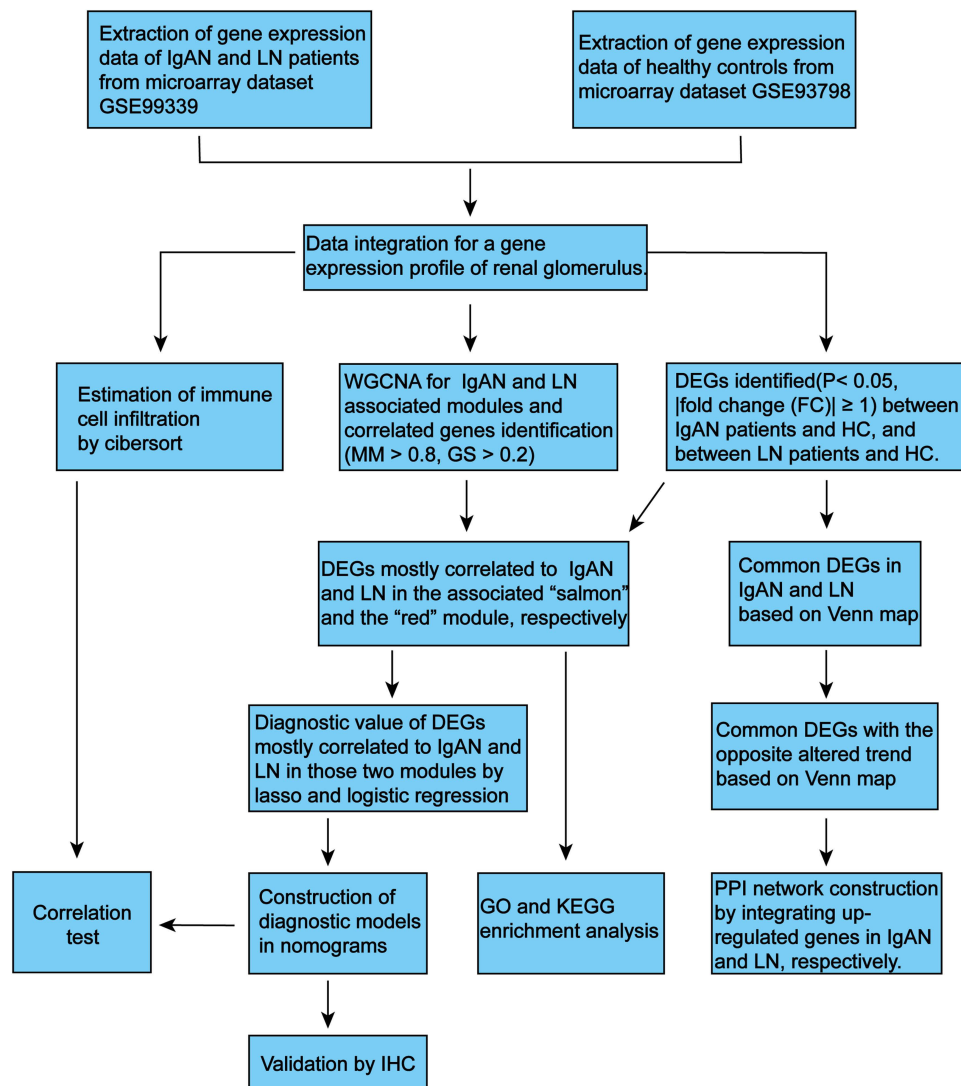 Extraction of gene expression
data of IgAN and LN patients
from microarray dataset
GSE99339
Extraction of gene expression
data of healthy controls from
microarray dataset GSE93798
Data integration for a gene
expression profile of renal glomerulus.
Estimation of immune
cell infiltration
by cibersort
WGCNA for IgAN and LN
associated modules and
correlated genes identification
(MM > 0.8, GS > 0.2)
DEGs identified(P< 0.05,
|fold change (FC)| ≥ 1) between
IgAN patients and HC, and
between LN patients and HC.
DEGs mostly correlated to IgAN
and LN in the associated “salmon”
and the “red” module, respectively
Common DEGs in
IgAN and LN
based on Venn map
Diagnostic value of DEGs
mostly correlated to IgAN and
LN in those two modules by
lasso and logistic regression
Common DEGs with the
opposite altered trend
based on Venn map
Correlation
test
Construction of
diagnostic models
in nomograms
GO and KEGG
enrichment analysis
PPI network construction
by integrating up-
regulated genes in IgAN
and LN, respectively.
Validation by IHC